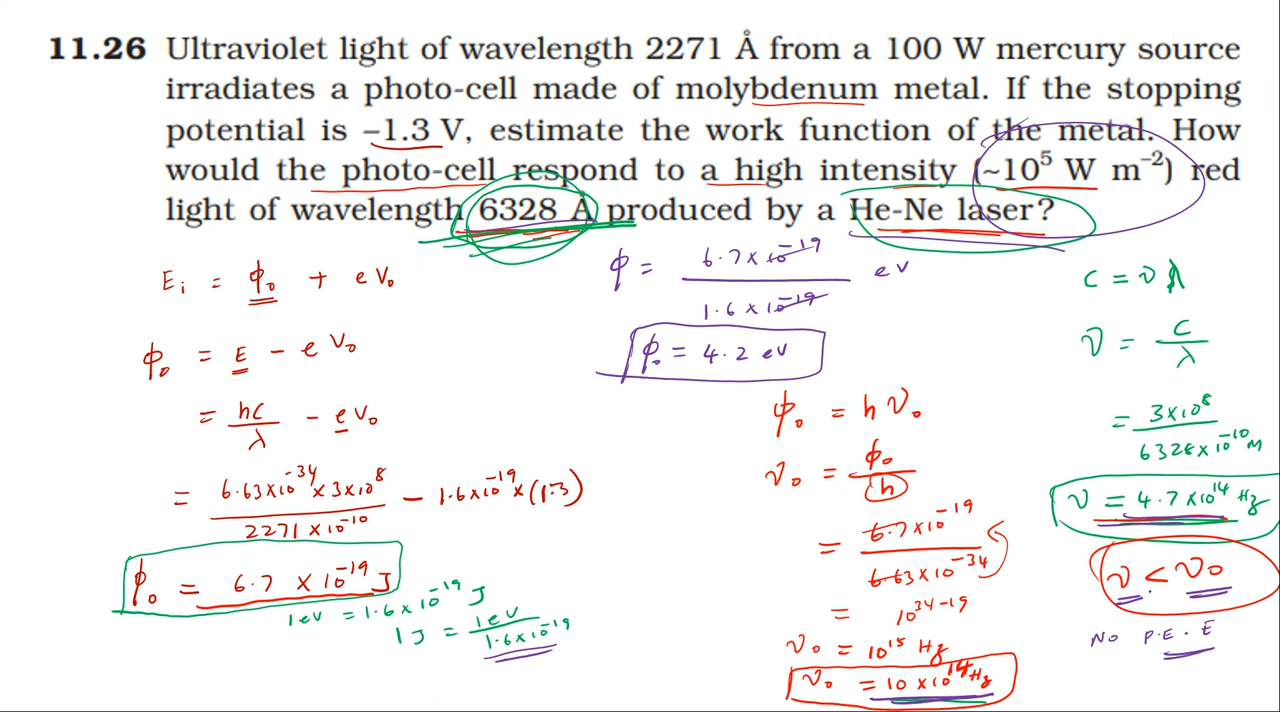 11.26 Ultraviolet light of wavelength 2271 Å from a 100 W mercury source
irradiates a photo-cell made of molybdenum metal. If the stopping
potential is –1.3 V, estimate the work function of the metal. How
would the photo-cell respond to a high intensity (~10⁵ W m⁻²) red
light of wavelength 6328 Å produced by a He-Ne laser?
Eᵢ = ϕ₀ + eV₀
ϕ₀ = E - eV₀
= hc/λ - eV₀
= 6.63×10⁻³⁴ × 3×10⁸ / 2271 × 10⁻¹⁰ - 1.6×10⁻¹⁹ × (1.3)
ϕ₀ = 6.7 × 10⁻¹⁹ J
1ev = 1.6×10⁻¹⁹ J
1J = 1ev / 1.6×10⁻¹⁹
ϕ = 6.7×10⁻¹⁹ / 1.6×10⁻¹⁹ ev
ϕ₀ = 4.2 ev
ϕ₀ = hν₀
ν₀ = ϕ₀ / h
= 6.7×10⁻¹⁹ / 6.63×10⁻³⁴
= 10³⁴⁻¹⁹
ν₀ = 10¹⁵ Hz
ν₀ = 10×10¹⁴ Hz
c = νλ
ν = c/λ
= 3×10⁸ / 6328×10⁻¹⁰ M
ν = 4.7×10¹⁴ Hz
ν < ν₀
NO P.E.E